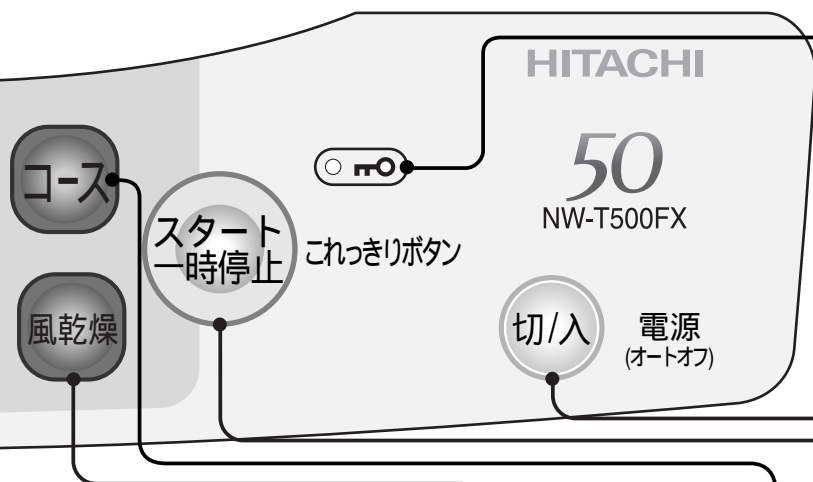 HITACHI
50
NW-T500FX
コース
スタート
一時停止
これっきりボタン
風乾燥
切/入
電源
(オートオフ)